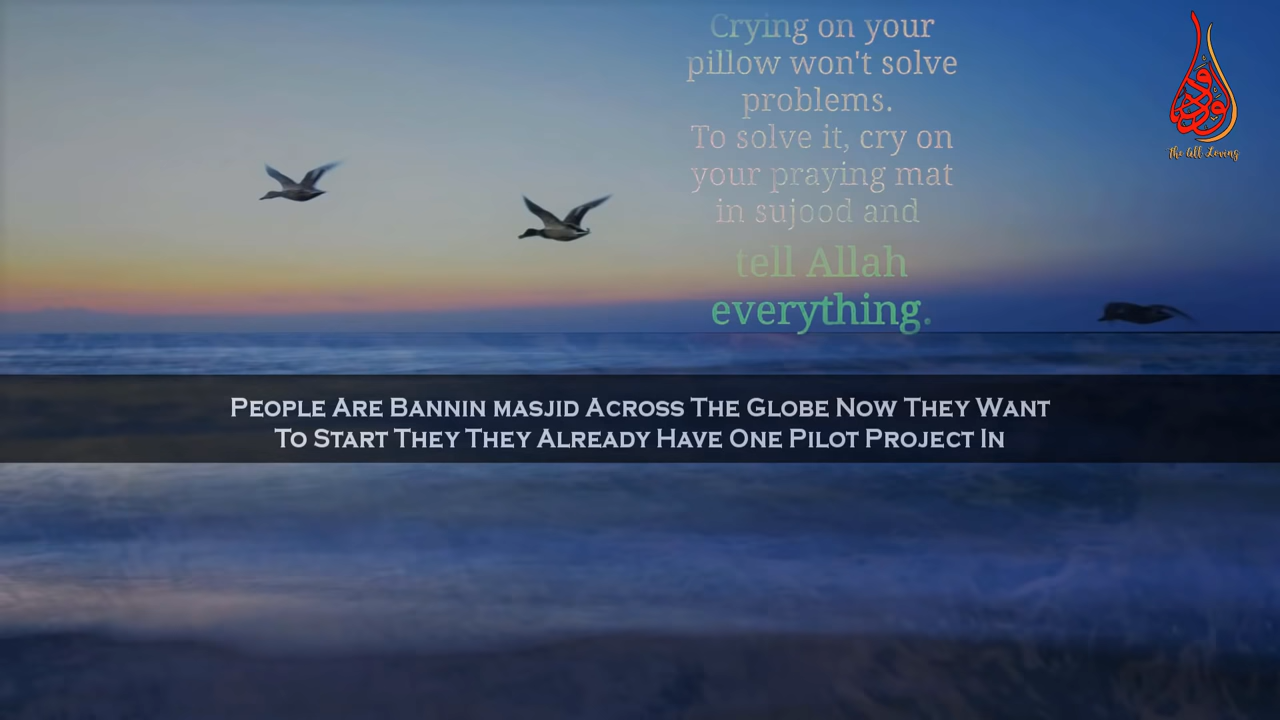 Crying on your
pillow won't solve
problems.
To solve it, cry on
your praying mat
in sujood and
tell Allah
everything.
الودود
The All Loving
PEOPLE ARE BANNIN MASJID ACROSS THE GLOBE NOW THEY WANT
TO START THEY THEY ALREADY HAVE ONE PILOT PROJECT IN